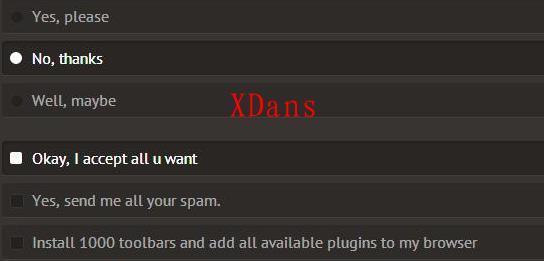 Yes, please
No, thanks
Well, maybe
XDans
Okay, I accept all u want
Yes, send me all your spam.
Install 1000 toolbars and add all available plugins to my browser